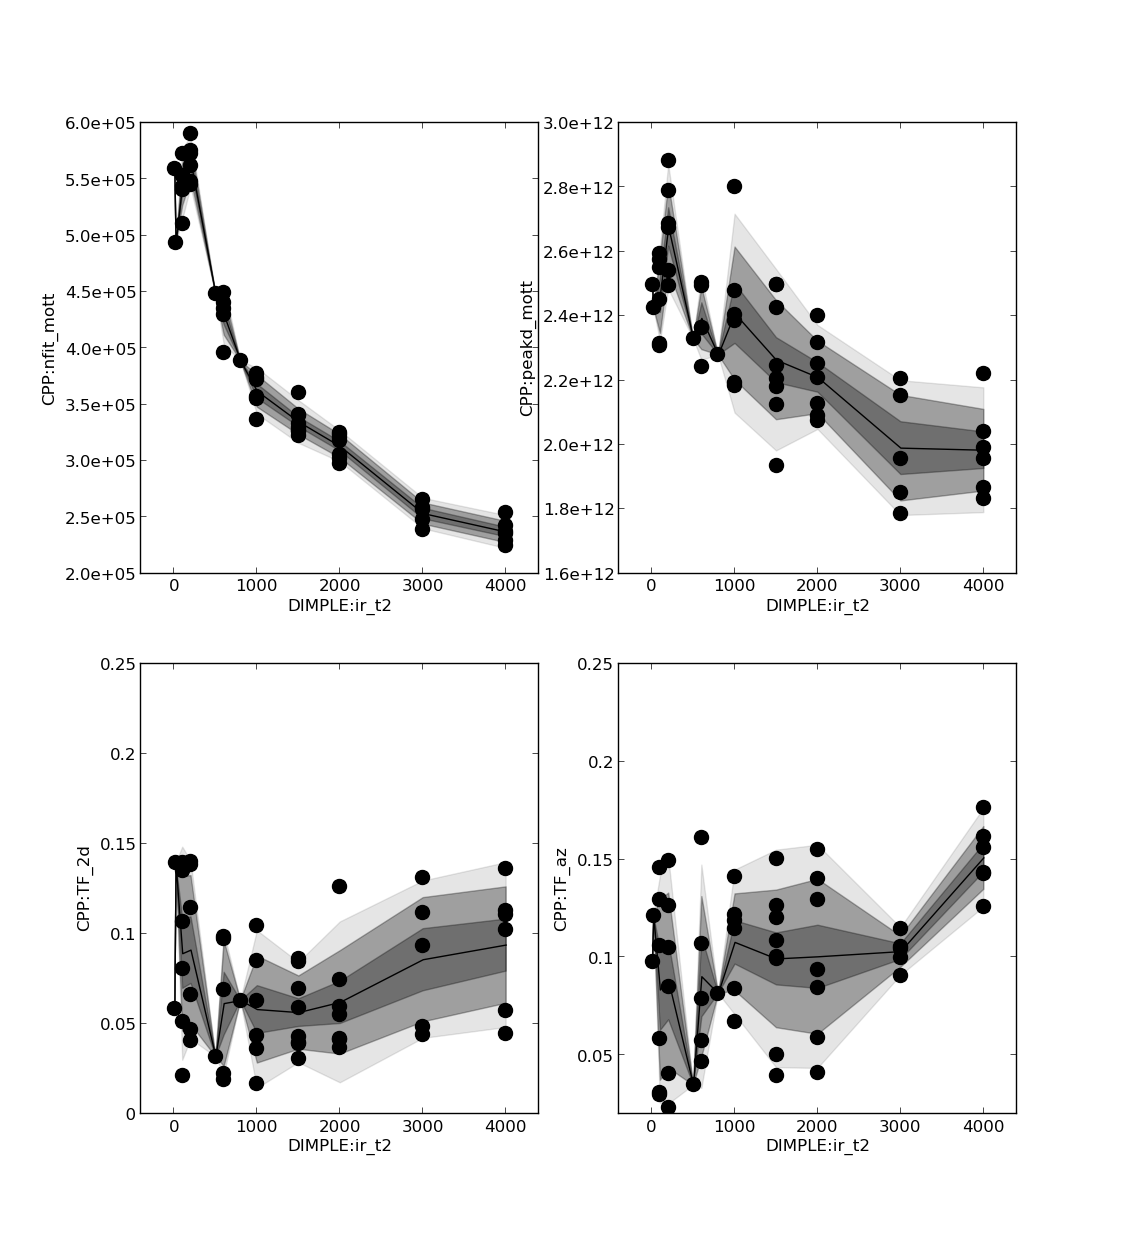 6.0e+05
5.5e+05
5.0e+05
4.5e+05
4.0e+05
3.5e+05
3.0e+05
2.5e+05
2.0e+05
CPP:nfit_mott
0 1000 2000 3000 4000
DIMPLE:ir_t2
3.0e+12
2.8e+12
2.6e+12
2.4e+12
2.2e+12
2.0e+12
1.8e+12
1.6e+12
CPP:peakd_mott
0 1000 2000 3000 4000
DIMPLE:ir_t2
0.25
0.2
0.15
0.1
0.05
0
CPP:TF_2d
0 1000 2000 3000 4000
DIMPLE:ir_t2
0.25
0.2
0.15
0.1
0.05
CPP:TF_az
0 1000 2000 3000 4000
DIMPLE:ir_t2